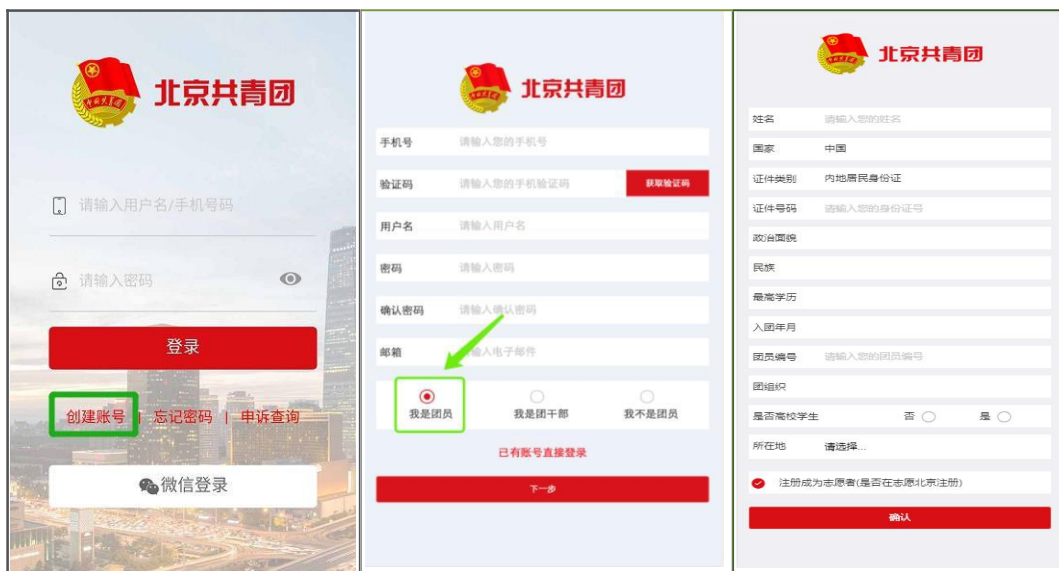 北京共青团
请输入用户名/手机号码
请输入密码
登录
创建账号 | 忘记密码 | 申诉查询
微信登录
北京共青团
手机号 请输入您的手机号
验证码 请输入您的手机验证码 获取验证码
用户名 请输入用户名
密码 请输入密码
确认密码 请输入确认密码
邮箱 请输入电子邮件
我是团员 我是团干部 我不是团员
已有账号直接登录
下一步
北京共青团
姓名 请输入您的姓名
国家 中国
证件类别 内地居民身份证
证件号码 请输入您的身份证号
政治面貌
民族
最高学历
入团年月
团员编号 请输入您的团员编号
团组织
是否高校学生 否 是
所在地 请选择...
注册成为志愿者(是否在志愿北京注册)
确认